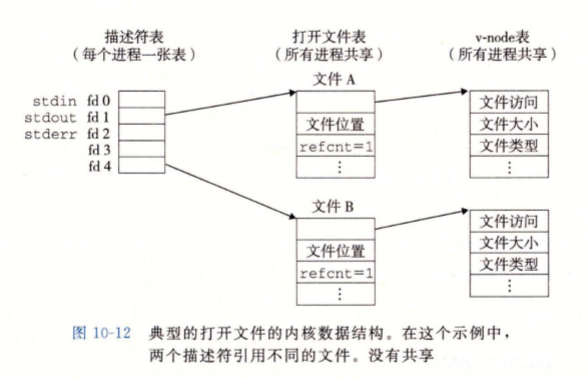 描述符表
（每个进程一张表）
打开文件表
（所有进程共享）
v-node表
（所有进程共享）
stdin fd 0
stdout fd 1
stderr fd 2
fd 3
fd 4
文件 A
文件位置
refcnt=1
⋮
文件访问
文件大小
文件类型
⋮
文件 B
文件位置
refcnt=1
⋮
文件访问
文件大小
文件类型
⋮
图 10-12 典型的打开文件的内核数据结构。在这个示例中，
两个描述符引用不同的文件。没有共享